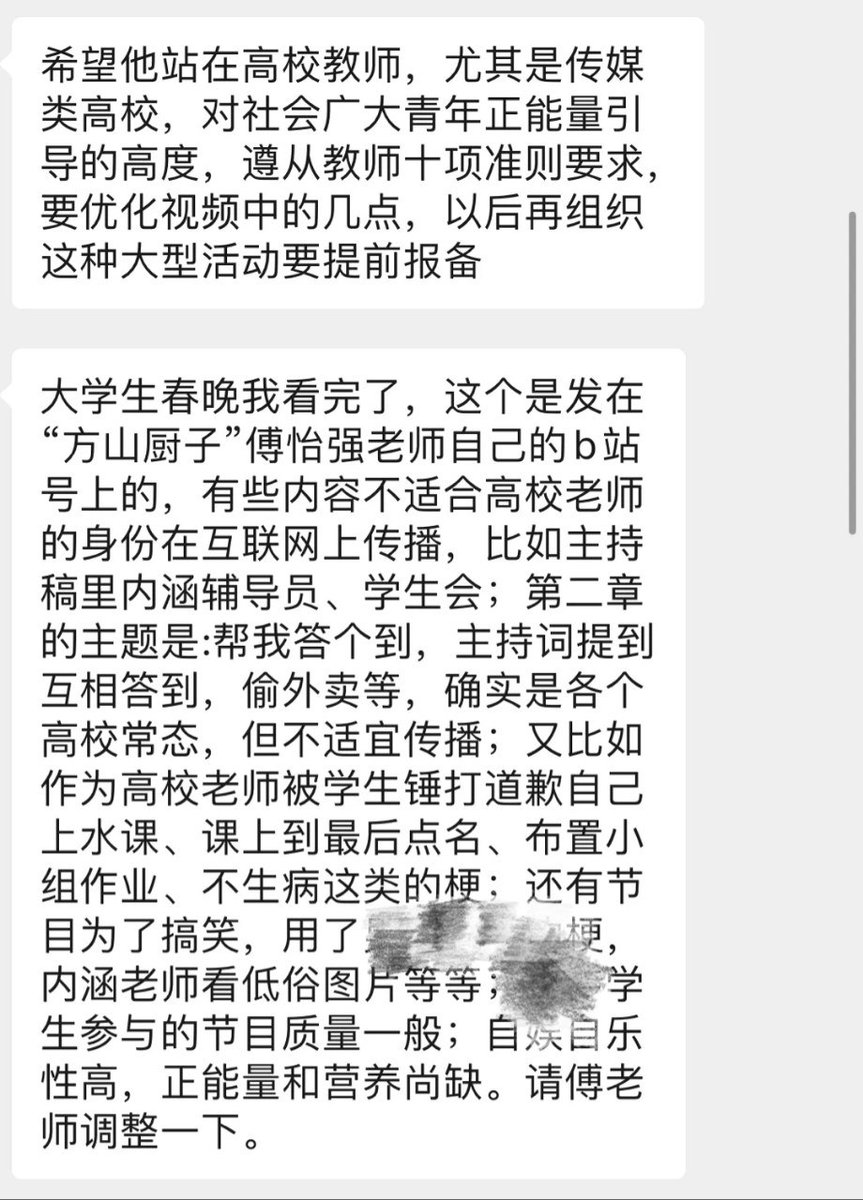 希望他站在高校教师，尤其是传媒
类高校，对社会广大青年正能量引
导的高度，遵从教师十项准则要求，
要优化视频中的几点，以后再组织
这种大型活动要提前报备
大学生春晚我看完了，这个是发在
“方山厨子”傅怡强老师自己的b站
号上的，有些内容不适合高校老师
的身份在互联网上传播，比如主持
稿里内涵辅导员、学生会；第二章
的主题是:帮我答个到，主持词提到
互相答到，偷外卖等，确实是各个
高校常态，但不适宜传播；又比如
作为高校老师被学生锤打道歉自己
上水课、课上到最后点名、布置小
组作业、不生病这类的梗；还有节
目为了搞笑，用了梗，
内涵老师看低俗图片等等；学
生参与的节目质量一般；自娱自乐
性高，正能量和营养尚缺。请傅老
师调整一下。